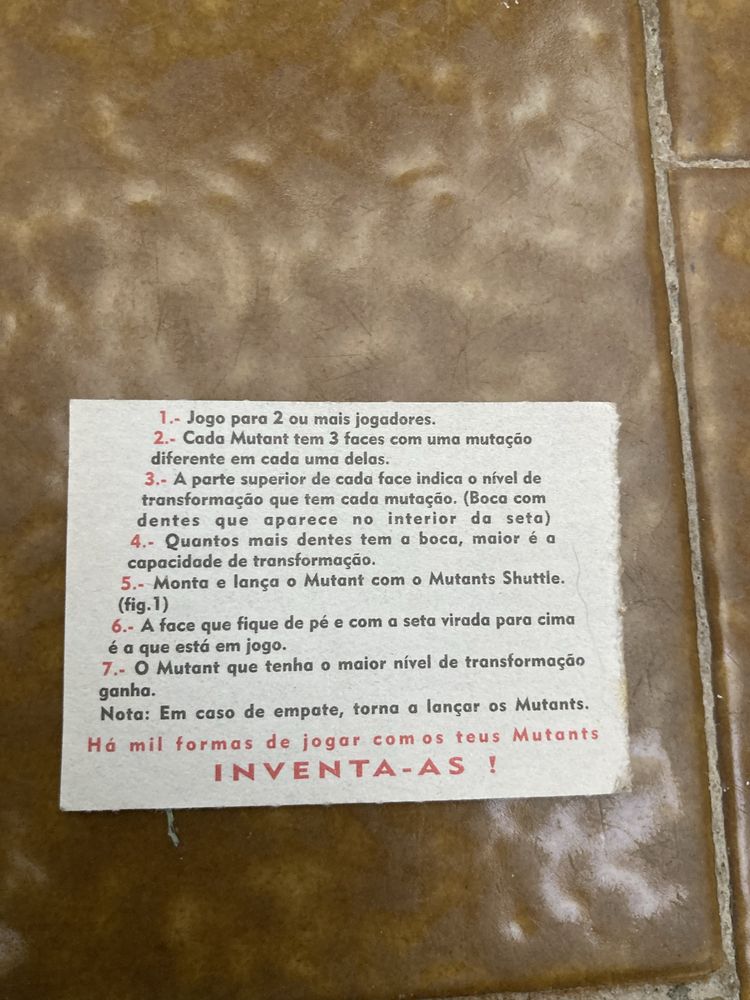 1.- Jogo para 2 ou mais jogadores.
2.- Cada Mutant tem 3 faces com uma mutação
diferente em cada uma delas.
3.- A parte superior de cada face indica o nível de
transformação que tem cada mutação. (Boca com
dentes que aparece no interior da seta)
4.- Quantos mais dentes tem a boca, maior é a
capacidade de transformação.
5.- Monta e lança o Mutant com o Mutants Shuttle.
(fig.1)
6.- A face que fique de pé e com a seta virada para cima
é a que está em jogo.
7.- O Mutant que tenha o maior nível de transformação
ganha.
Nota: Em caso de empate, torna a lançar os Mutants.
Há mil formas de jogar com os teus Mutants
INVENTA-AS !